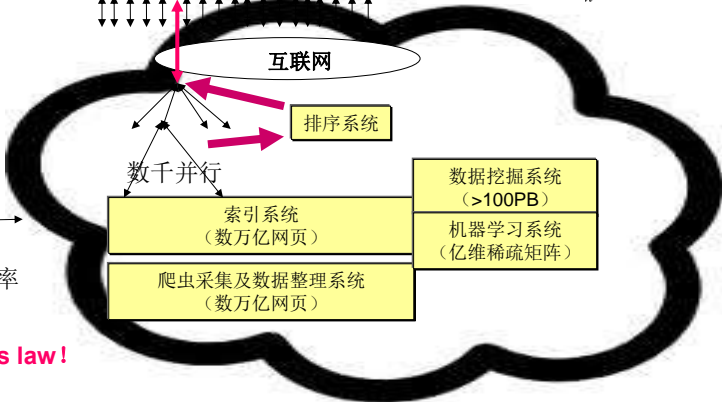 互联网
排序系统
数千并行
数据挖掘系统
（>100PB）
索引系统
（数万亿网页）
机器学习系统
（亿维稀疏矩阵）
率
爬虫采集及数据整理系统
（数万亿网页）
s law！